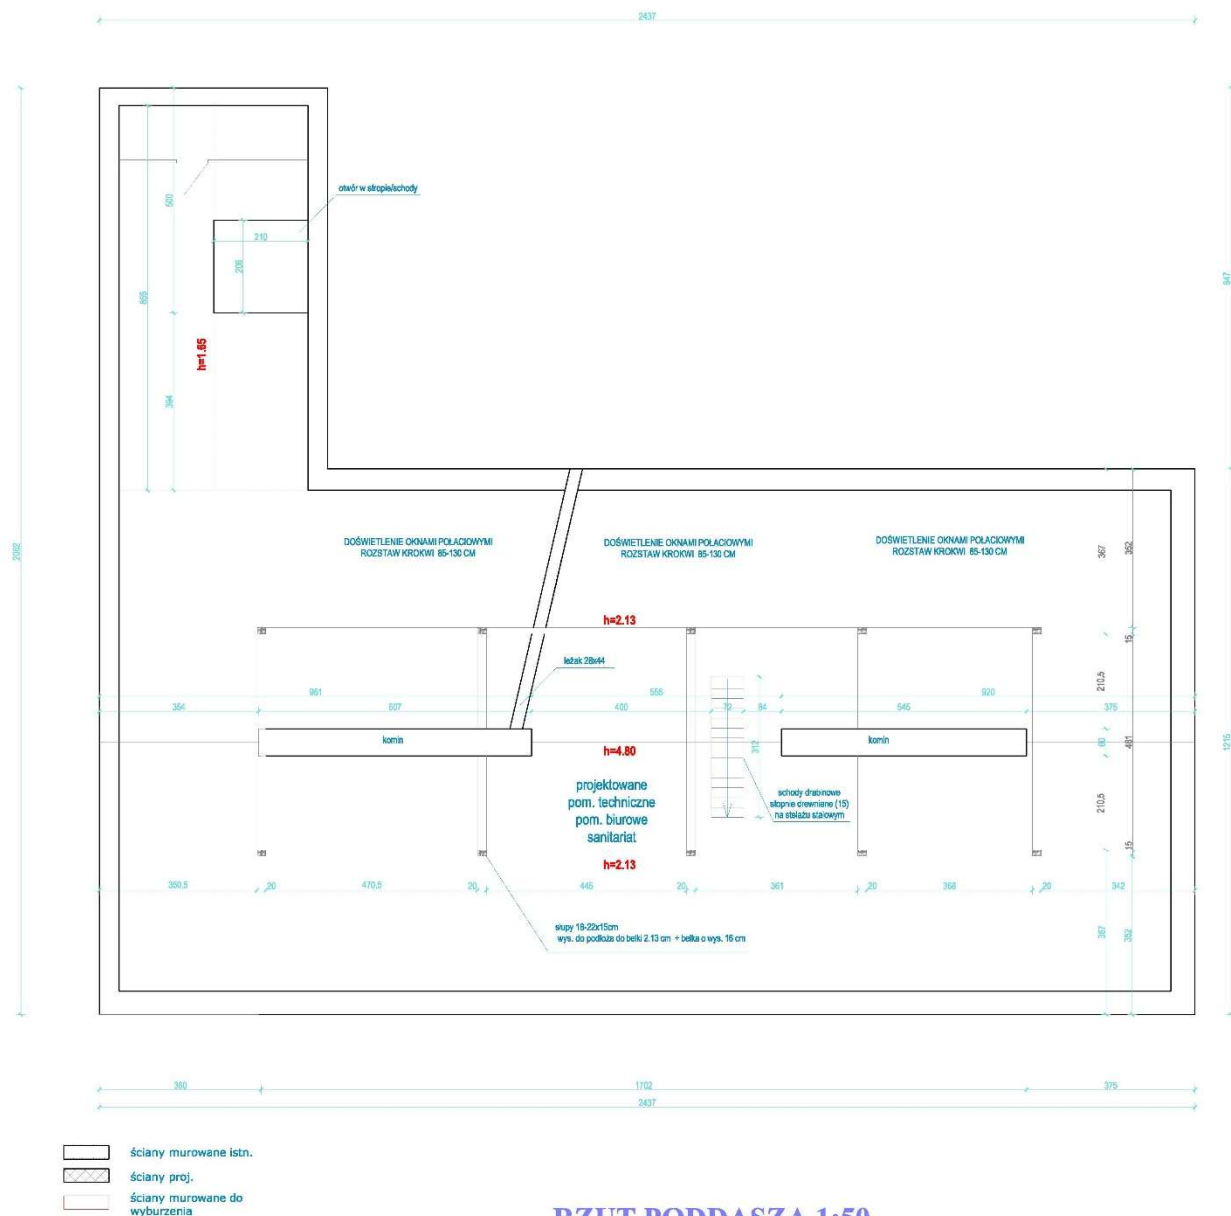 2437
otwór w stropie/schody
500
210
206
865
h=1.65
394
847
2062
DOŚWIETLENIE OKNAMI POŁACIOWYMI
ROZSTAW KROKWI 85-130 CM
DOŚWIETLENIE OKNAMI POŁACIOWYMI
ROZSTAW KROKWI 85-130 CM
DOŚWIETLENIE OKNAMI POŁACIOWYMI
ROZSTAW KROKWI 85-130 CM
367
352
h=2.13
15
leżak 28x44
210,5
961
556
920
354
607
400
84
545
375
komin
h=4.80
312
komin
60
481
1215
projektowane
pom. techniczne
pom. biurowe
sanitariat
schody drabinowe
stopnie drewniane (15)
na stelażu stalowym
210,5
15
h=2.13
350,5
20
470,5
20
445
20
361
20
368
20
342
słupy 18-22x15cm
wys. do podłoża do belki 2.13 cm + belka o wys. 16 cm
367
352
360
1702
375
2437
ściany murowane istn.
ściany proj.
ściany murowane do
wyburzenia
RZUT PODDASZA 1:50